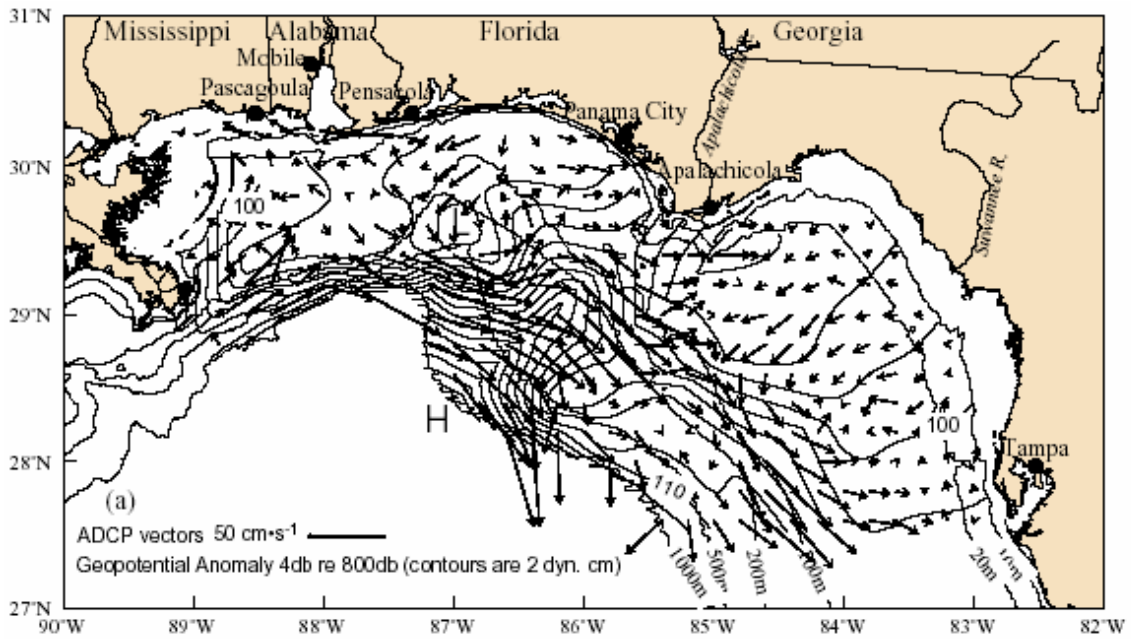 31°N
Mississippi Alabama Florida Georgia
Mobile
Pascagoula Pensacola
Panama City
Apalachicola R.
30°N
Apalachicola
Suwannee R.
100
L
29°N
H
100
28°N
Tampa
(a)
110
ADCP vectors 50 cm•s⁻¹
Geopotential Anomaly 4db re 800db (contours are 2 dyn. cm)
1000m 500m 200m 100m 20m 10m
27°N
90°W 89°W 88°W 87°W 86°W 85°W 84°W 83°W 82°W